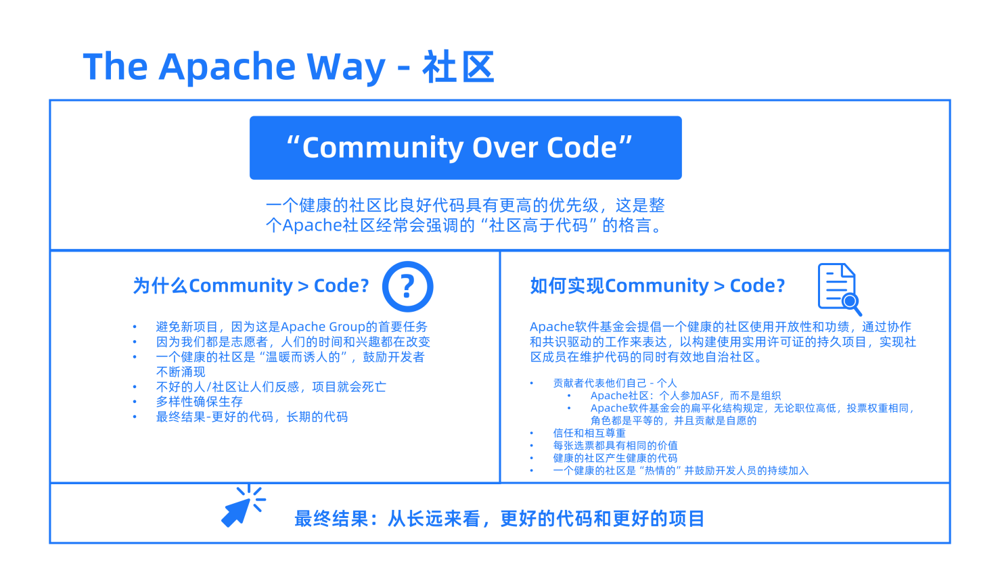 The Apache Way - 社区
“Community Over Code”
一个健康的社区比良好代码具有更高的优先级，这是整
个Apache社区经常会强调的 “社区高于代码” 的格言。
为什么Community > Code?
?
• 避免新项目，因为这是Apache Group的首要任务
• 因为我们都是志愿者，人们的时间和兴趣都在改变
• 一个健康的社区是 “温暖而诱人的” ，鼓励开发者
不断涌现
• 不好的人/社区让人们反感，项目就会死亡
• 多样性确保生存
• 最终结果-更好的代码，长期的代码
如何实现Community > Code?
Apache软件基金会提倡一个健康的社区使用开放性和功绩，通过协作
和共识驱动的工作来表达，以构建使用实用许可证的持久项目，实现社
区成员在维护代码的同时有效地自治社区。
• 贡献者代表他们自己 - 个人
• Apache社区：个人参加ASF，而不是组织
• Apache软件基金会的扁平化结构规定，无论职位高低，投票权重相同，
角色都是平等的，并且贡献是自愿的
• 信任和相互尊重
• 每张选票都具有相同的价值
• 健康的社区产生健康的代码
• 一个健康的社区是 “热情的” 并鼓励开发人员的持续加入
最终结果：从长远来看，更好的代码和更好的项目